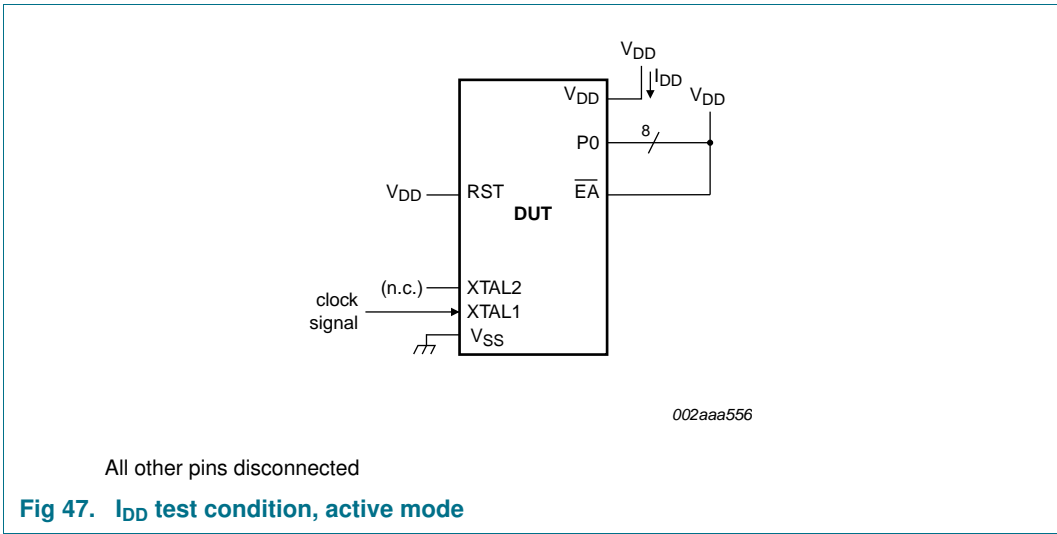 VDD
IDD
VDD
VDD
P0
8
VDD
RST
EA
DUT
(n.c.)
XTAL2
clock
signal
XTAL1
VSS
002aaa556
All other pins disconnected
Fig 47. IDD test condition, active mode